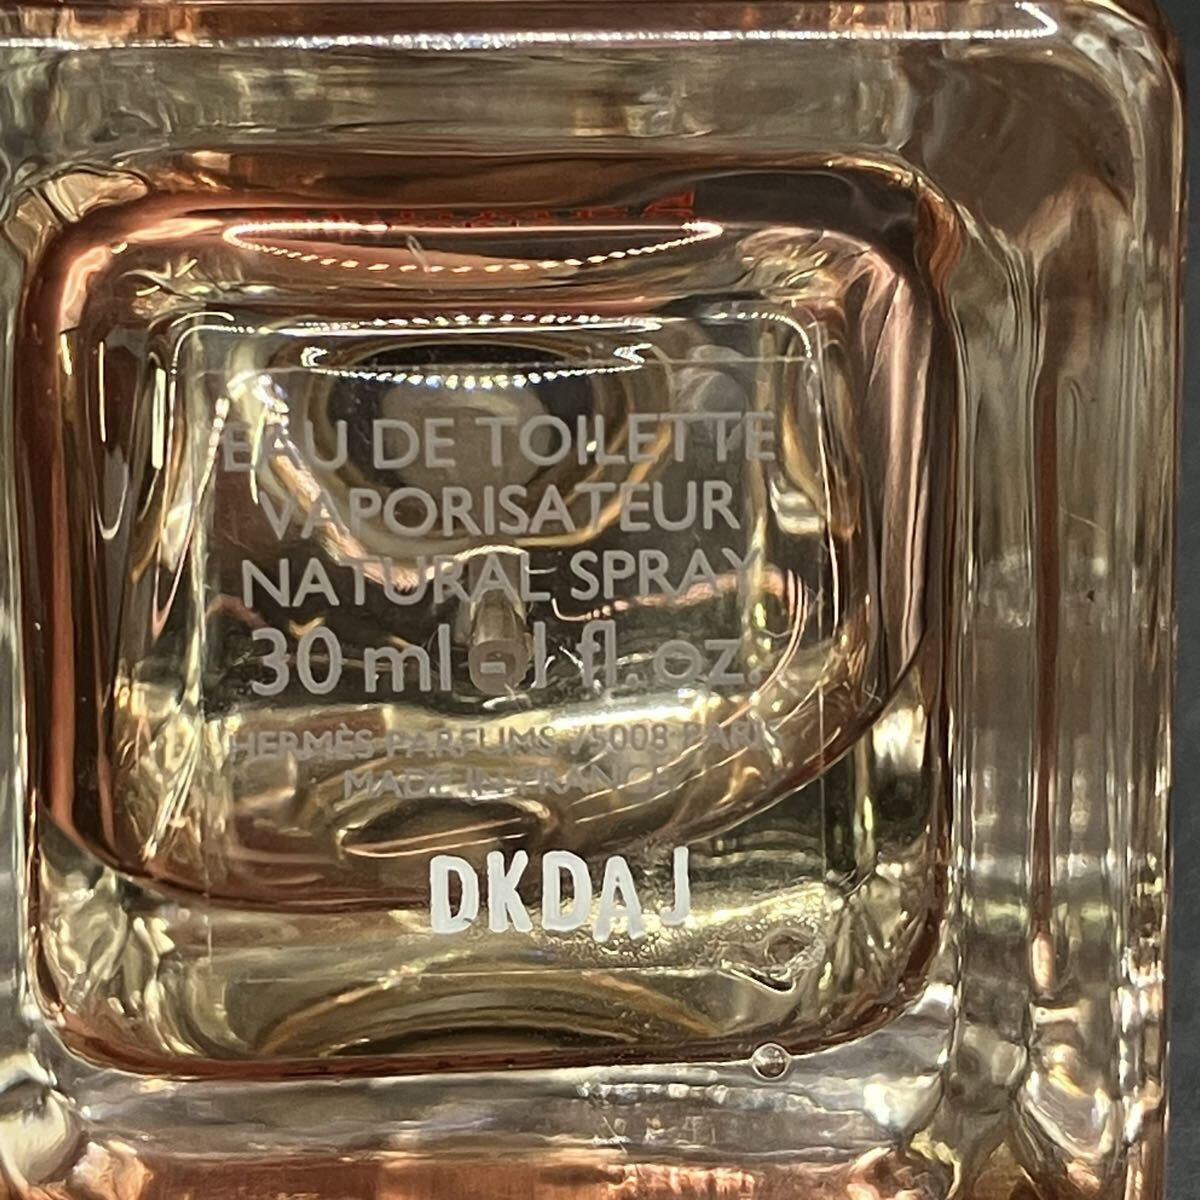 EAU DE TOILETTE
VAPORISATEUR
NATURAL SPRAY
30 ml - 1 fl. oz.
HERMÈS PARFUMS 75008 PARIS
MADE IN FRANCE
DKDAJ